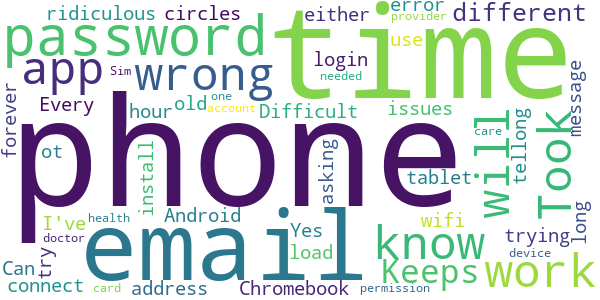 ridiculous
circles
either
error
provider
different
password
time
use
app
Sim
wrong
login
needed
forever
Every
hour
old
one
account
Difficult
issues
message
phone
ot
install
asking
tablet
will
care
tellong
Took
I've
health
Android
Yes
wifi
doctor
email
load
know
trying
long
device
Can
try
connect
card
address
Chromebook
Keeps
permission
work